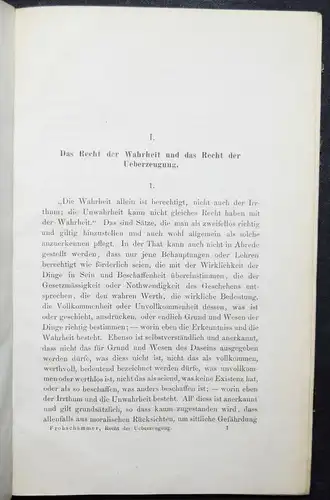 I.
Das Recht der Wahrheit und das Recht der
Ueberzeugung.
1.
„Die Wahrheit allein ist berechtigt, nicht auch der Irr-
thum; die Unwahrheit kann nicht gleiches Recht haben mit
der Wahrheit.“ Das sind Sätze, die man als zweifellos richtig
und giltig hinzustellen und auch wohl allgemein als solche
anzuerkennen pflegt. In der That kann auch nicht in Abrede
gestellt werden, dass nur jene Behauptungen oder Lehren
berechtigt wie förderlich seien, die mit der Wirklichkeit der
Dinge in Sein und Beschaffenheit übereinstimmen, die der
Gesetzmässigkeit oder Nothwendigkeit des Geschehens ent-
sprechen, die den wahren Werth, die wirkliche Bedeutung,
die Vollkommenheit oder Unvollkommenheit dessen, was ist
oder geschieht, ausdrücken, oder endlich Grund und Wesen der
Dinge richtig bestimmen; — worin eben die Erkenntniss und die
Wahrheit besteht. Ebenso ist selbstverständlich und anerkannt,
dass nicht das für Grund und Wesen des Daseins ausgegeben
werden dürfe, was diess nicht ist, nicht das als vollkommen,
werthvoll, bedeutend bezeichnet werden dürfe, was unvollkom-
men oder werthlos ist, nicht das als seiend, was keine Existenz hat,
oder als so beschaffen, was anders beschaffen ist; — worin eben
der Irrthum und die Unwahrheit besteht. All' dieses ist anerkannt
und gilt grundsätzlich, so dass kaum zugestanden wird, dass
allenfalls aus moralischen Rücksichten, um sittliche Gefährdung
Frohschammer, Recht der Ueberzeugung. 1